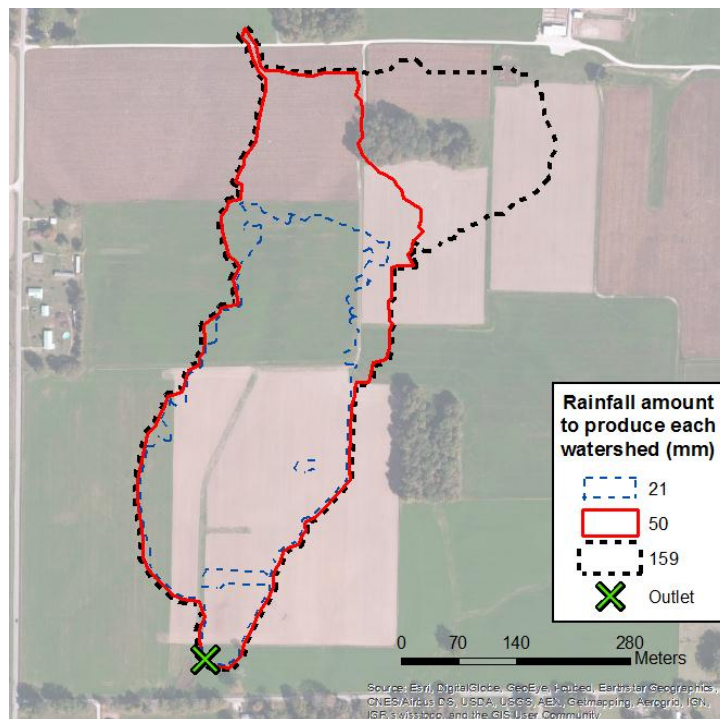 Rainfall amount
to produce each
watershed (mm)
21
50
159
Outlet
0 70 140 280
Meters
Source: Esri, DigitalGlobe, GeoEye, i-cubed, Earthstar Geographics,
CNES/Airbus DS, USDA, USGS, AEX, Getmapping, Aerogrid, IGN,
IGP, swisstopo, and the GIS User Community